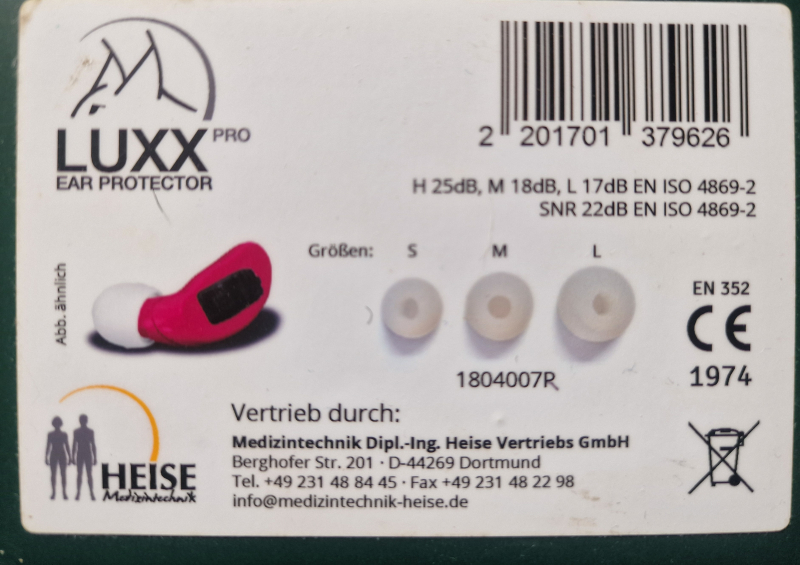 LUXX PRO
EAR PROTECTOR
2 201701 379626
H 25dB, M 18dB, L 17dB EN ISO 4869-2
SNR 22dB EN ISO 4869-2
Abb. ähnlich
Größen: S M L
1804007R
EN 352
CE
1974
HEISE
Medizintechnik
Vertrieb durch:
Medizintechnik Dipl.-Ing. Heise Vertriebs GmbH
Berghofer Str. 201 · D-44269 Dortmund
Tel. +49 231 48 84 45 · Fax +49 231 48 22 98
info@medizintechnik-heise.de